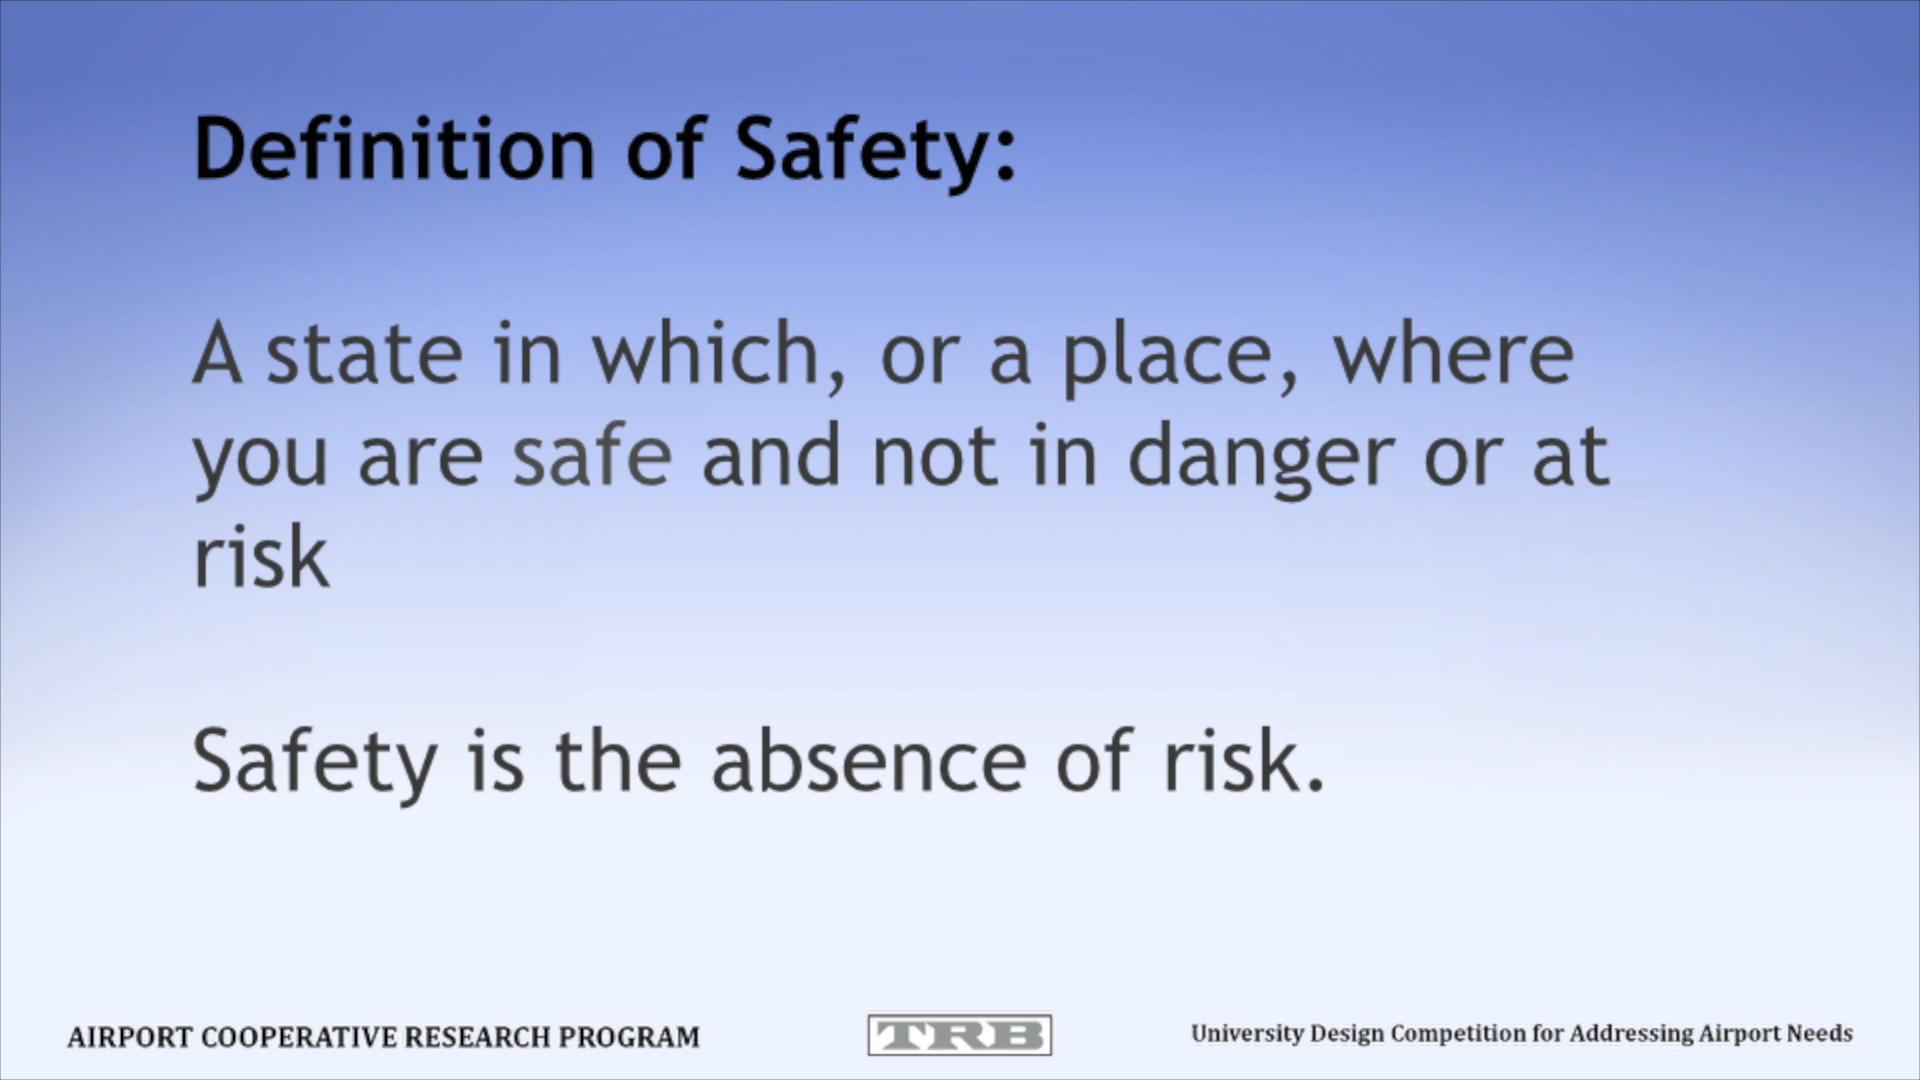 Definition of Safety:
A state in which, or a place, where
you are safe and not in danger or at
risk
Safety is the absence of risk.
AIRPORT COOPERATIVE RESEARCH PROGRAM
TRB
University Design Competition for Addressing Airport Needs